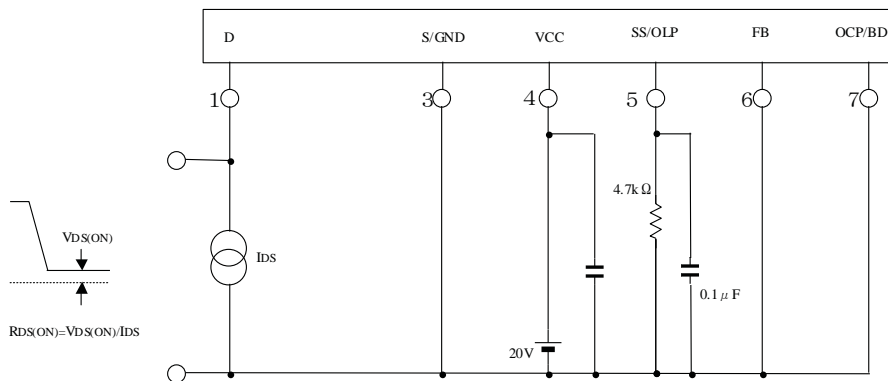 D S/GND VCC SS/OLP FB OCP/BD
1 3 4 5 6 7
4.7kΩ
VDS(ON)
IDS
0.1μF
RDS(ON)=VDS(ON)/IDS
20V